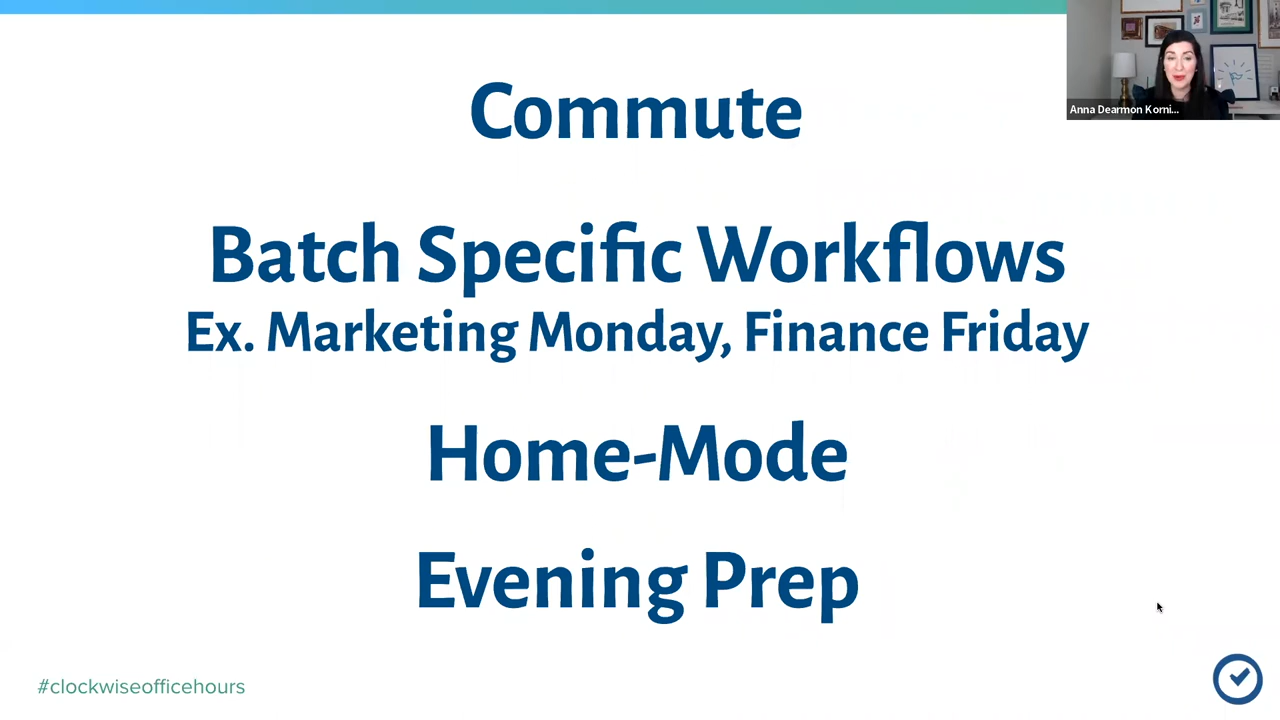 Commute
Anna Dearmon Korni...
Batch Specific Workflows
Ex. Marketing Monday, Finance Friday
Home-Mode
Evening Prep
#clockwiseofficehours